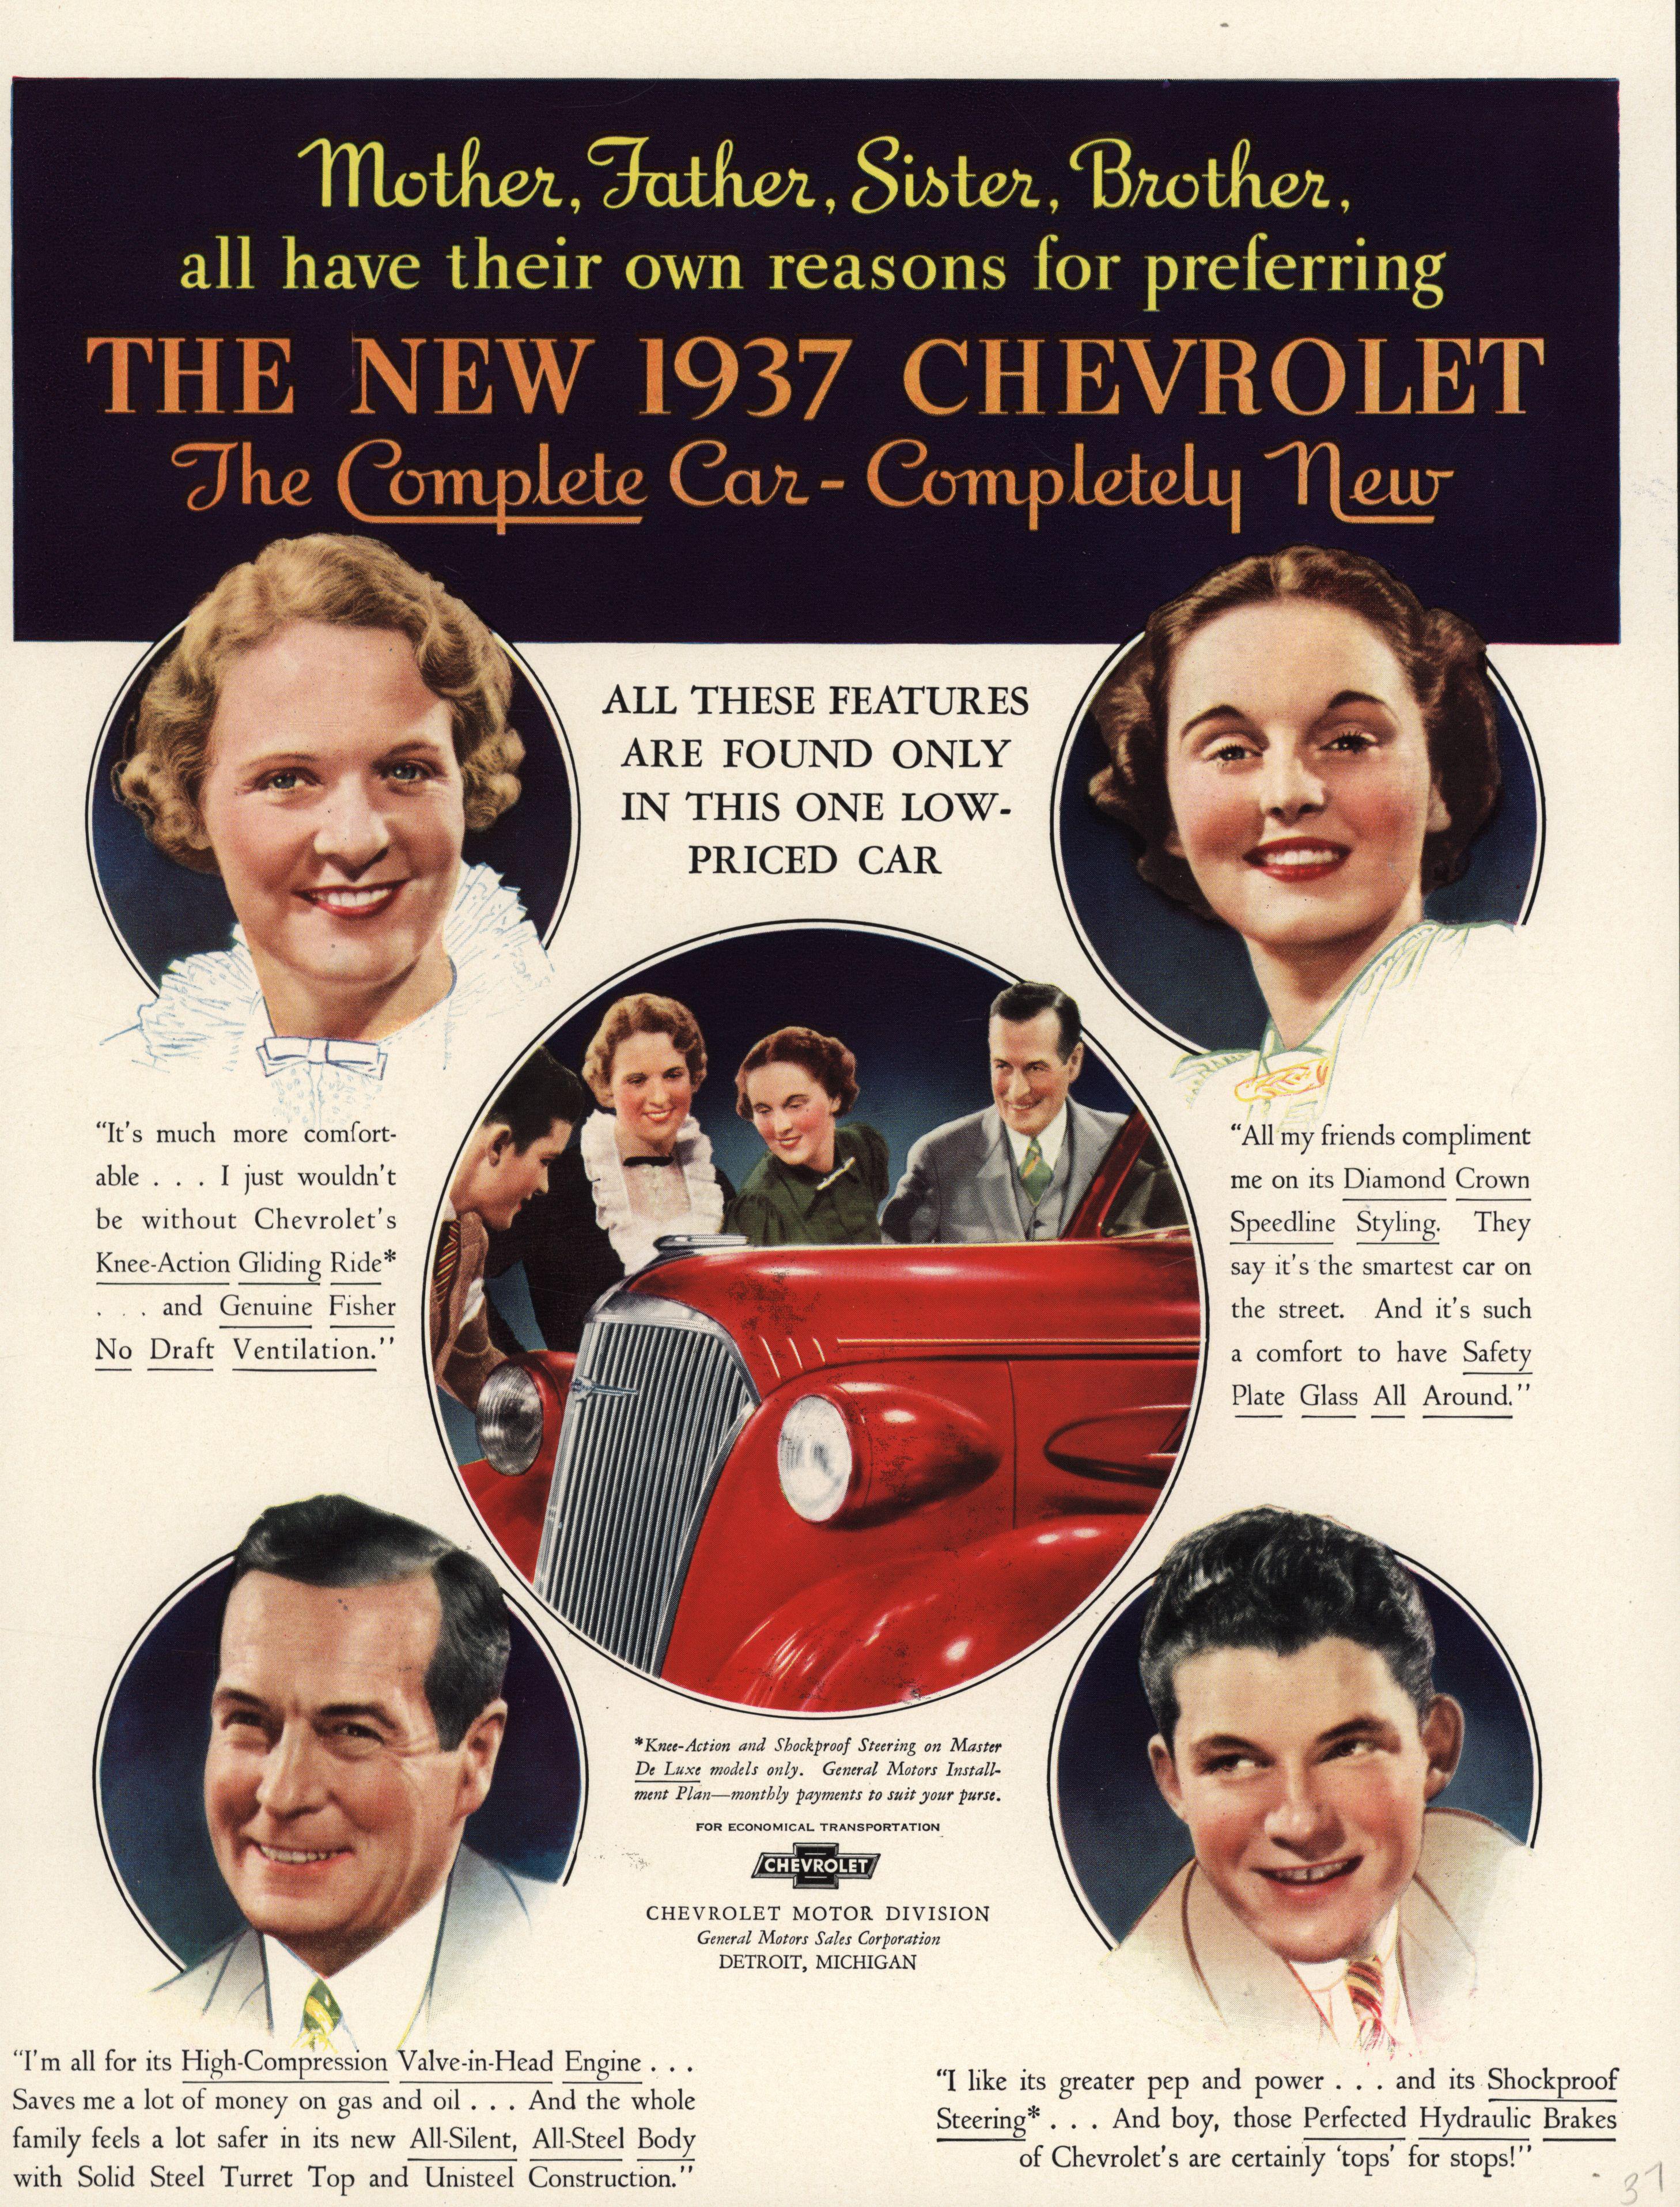 Mother, Father, Sister, Brother,
all have their own reasons for preferring
THE NEW 1937 CHEVROLET
The Complete Car - Completely New
ALL THESE FEATURES
ARE FOUND ONLY
IN THIS ONE LOW-
PRICED CAR
“It's much more comfort-
able . . . I just wouldn't
be without Chevrolet's
Knee-Action Gliding Ride*
. . . and Genuine Fisher
No Draft Ventilation.”
“All my friends compliment
me on its Diamond Crown
Speedline Styling. They
say it's the smartest car on
the street. And it's such
a comfort to have Safety
Plate Glass All Around.”
*Knee-Action and Shockproof Steering on Master
De Luxe models only. General Motors Install-
ment Plan—monthly payments to suit your purse.
FOR ECONOMICAL TRANSPORTATION
CHEVROLET
CHEVROLET MOTOR DIVISION
General Motors Sales Corporation
DETROIT, MICHIGAN
“I'm all for its High-Compression Valve-in-Head Engine . . .
Saves me a lot of money on gas and oil . . . And the whole
family feels a lot safer in its new All-Silent, All-Steel Body
with Solid Steel Turret Top and Unisteel Construction.”
“I like its greater pep and power . . . and its Shockproof
Steering* . . . And boy, those Perfected Hydraulic Brakes
of Chevrolet's are certainly ‘tops’ for stops!”
37